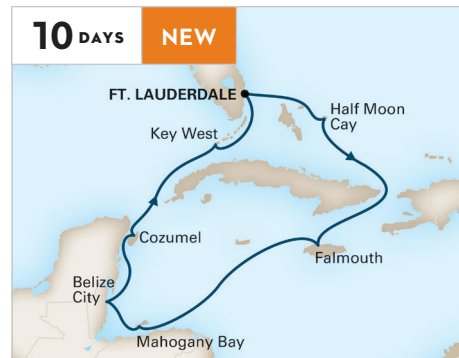 10 DAYS
NEW
FT. LAUDERDALE
Half Moon
Cay
Key West
Cozumel
Falmouth
Belize
City
Mahogany Bay